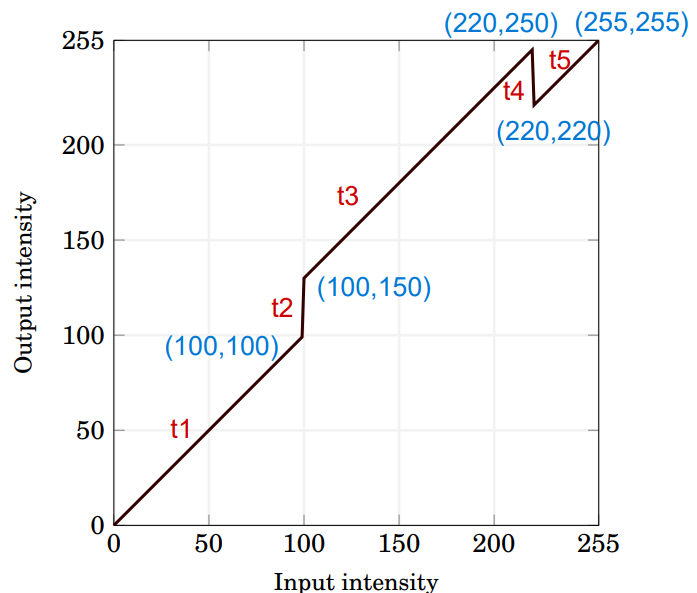 (220,250) (255,255)
255
t5
t4
(220,220)
200
t3
150
(100,150)
t2
100
(100,100)
t1
50
0
0 50 100 150 200 255
Output intensity
Input intensity